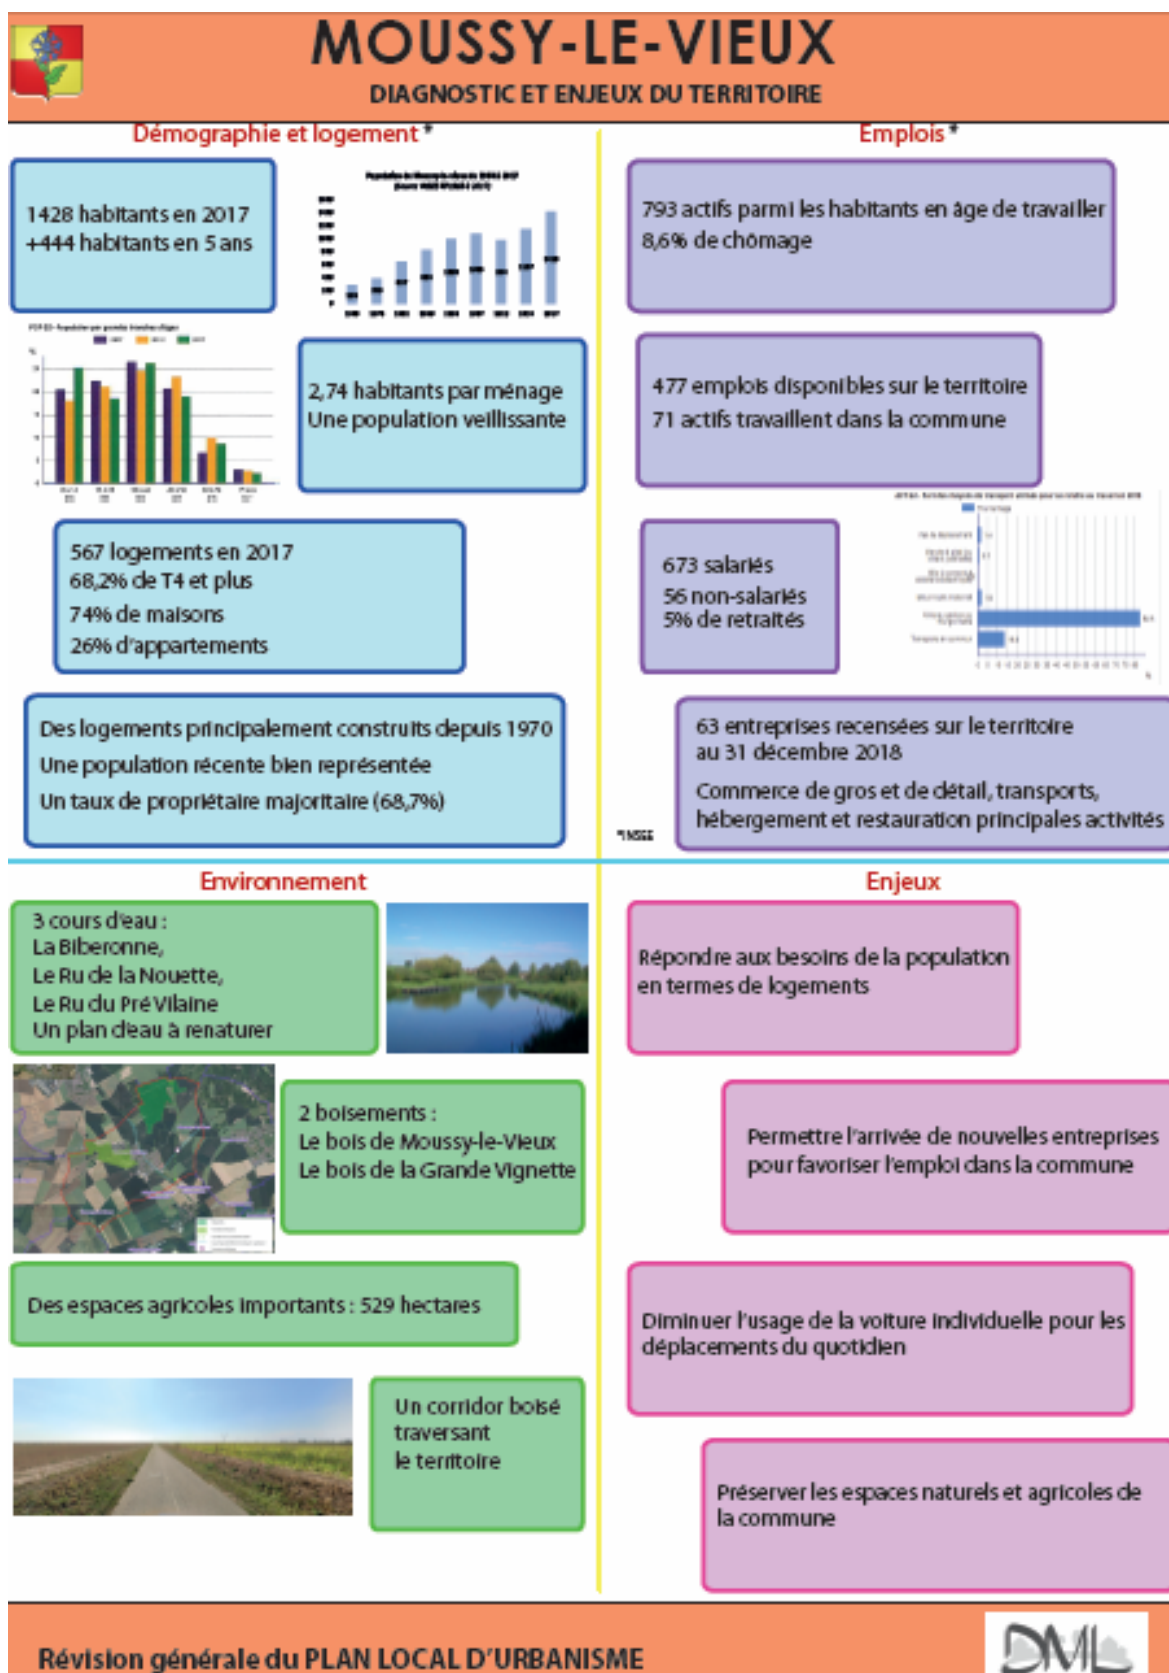 MOUSSY-LE-VIEUX
DIAGNOSTIC ET ENJEUX DU TERRITOIRE
Démographie et logement *
1428 habitants en 2017
+444 habitants en 5 ans
2,74 habitants par ménage
Une population veillissante
567 logements en 2017
68,2% de T4 et plus
74% de maisons
26% d'appartements
Des logements principalement construits depuis 1970
Une population récente bien représentée
Un taux de propriétaire majoritaire (68,7%)
Emplois *
793 actifs parmi les habitants en âge de travailler
8,6% de chômage
477 emplois disponibles sur le territoire
71 actifs travaillent dans la commune
673 salariés
56 non-salariés
5% de retraités
63 entreprises recensées sur le territoire
au 31 décembre 2018
Commerce de gros et de détail, transports,
hébergement et restauration principales activités
*INSEE
Environnement
3 cours d'eau :
La Biberonne,
Le Ru de la Nouette,
Le Ru du Pré Vilaine
Un plan d'eau à renaturer
2 boisements :
Le bois de Moussy-le-Vieux
Le bois de la Grande Vignette
Des espaces agricoles importants : 529 hectares
Un corridor boisé
traversant
le territoire
Enjeux
Répondre aux besoins de la population
en termes de logements
Permettre l'arrivée de nouvelles entreprises
pour favoriser l'emploi dans la commune
Diminuer l'usage de la voiture individuelle pour les
déplacements du quotidien
Préserver les espaces naturels et agricoles de
la commune
Révision générale du PLAN LOCAL D'URBANISME